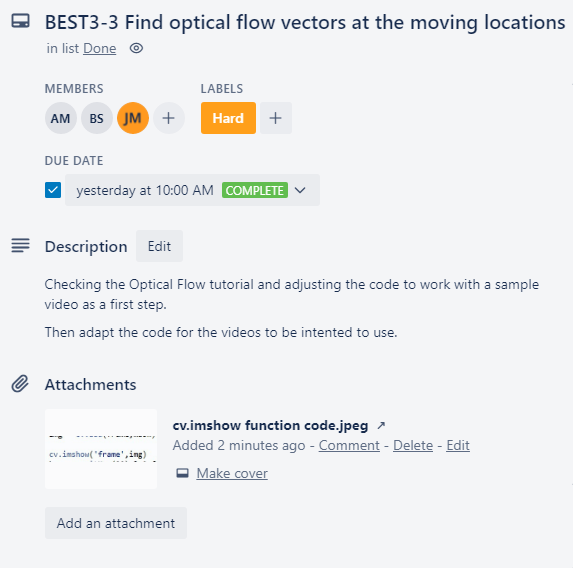 BEST3-3 Find optical flow vectors at the moving locations
in list Done
MEMBERS
LABELS
AM BS JM +
Hard +
DUE DATE
yesterday at 10:00 AM COMPLETE
Description Edit
Checking the Optical Flow tutorial and adjusting the code to work with a sample
video as a first step.
Then adapt the code for the videos to be intented to use.
Attachments
cv.imshow('frame',img)
cv.imshow function code.jpeg ↗
Added 2 minutes ago - Comment - Delete - Edit
Make cover
Add an attachment